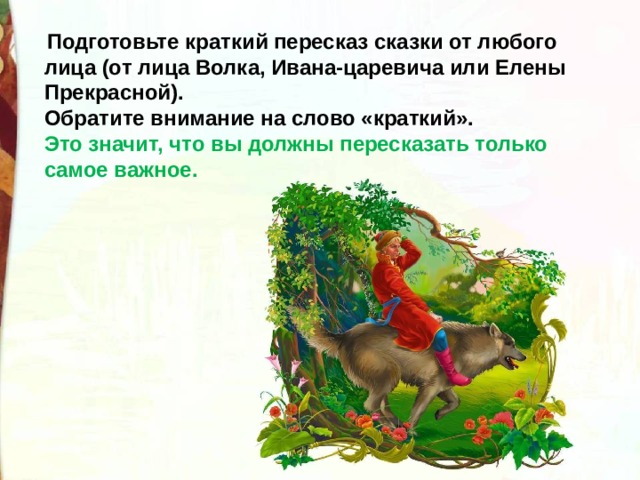 Подготовьте краткий пересказ сказки от любого
лица (от лица Волка, Ивана-царевича или Елены
Прекрасной).
Обратите внимание на слово «краткий».
Это значит, что вы должны пересказать только
самое важное.